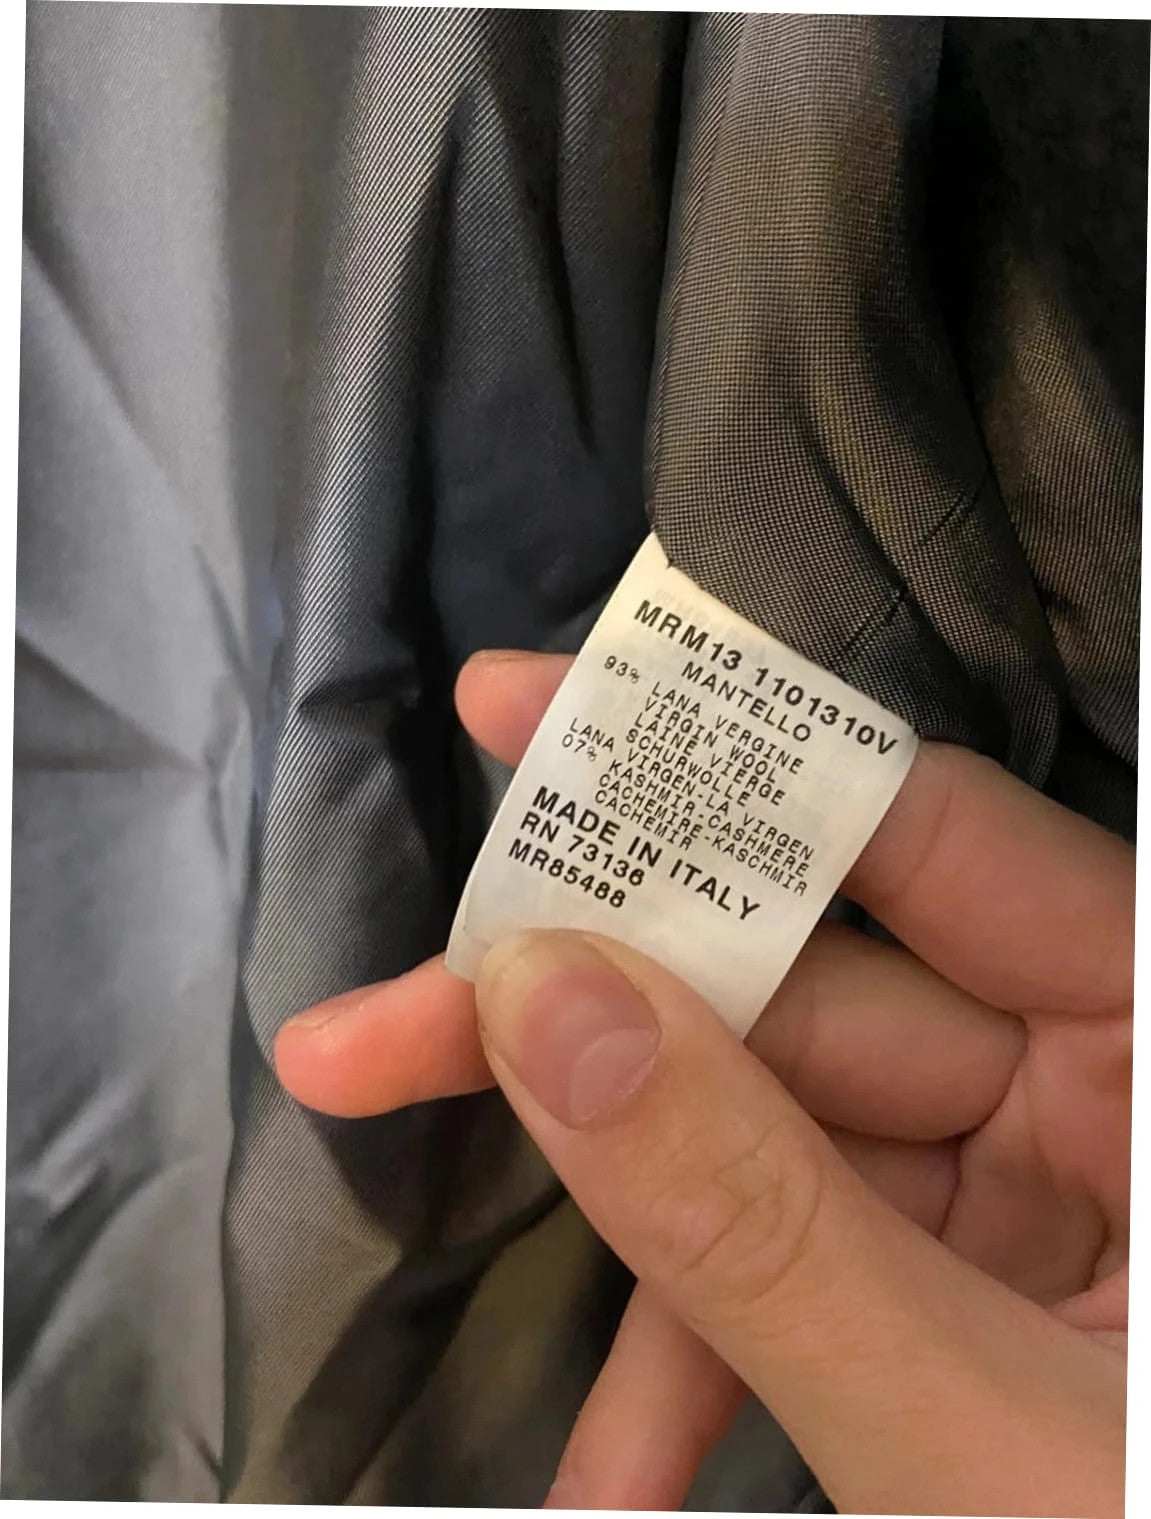 MRM13 1101310V
MANTELLO
93% LANA VERGINE
VIRGIN WOOL
LAINE VIERGE
SCHURWOLLE
LANA VIRGEN-LA VIRGEN
07% KASHMIR-CASHMERE
CACHEMIRE-KASCHMIR
CACHEMIR
MADE IN ITALY
RN 73136
MR85488